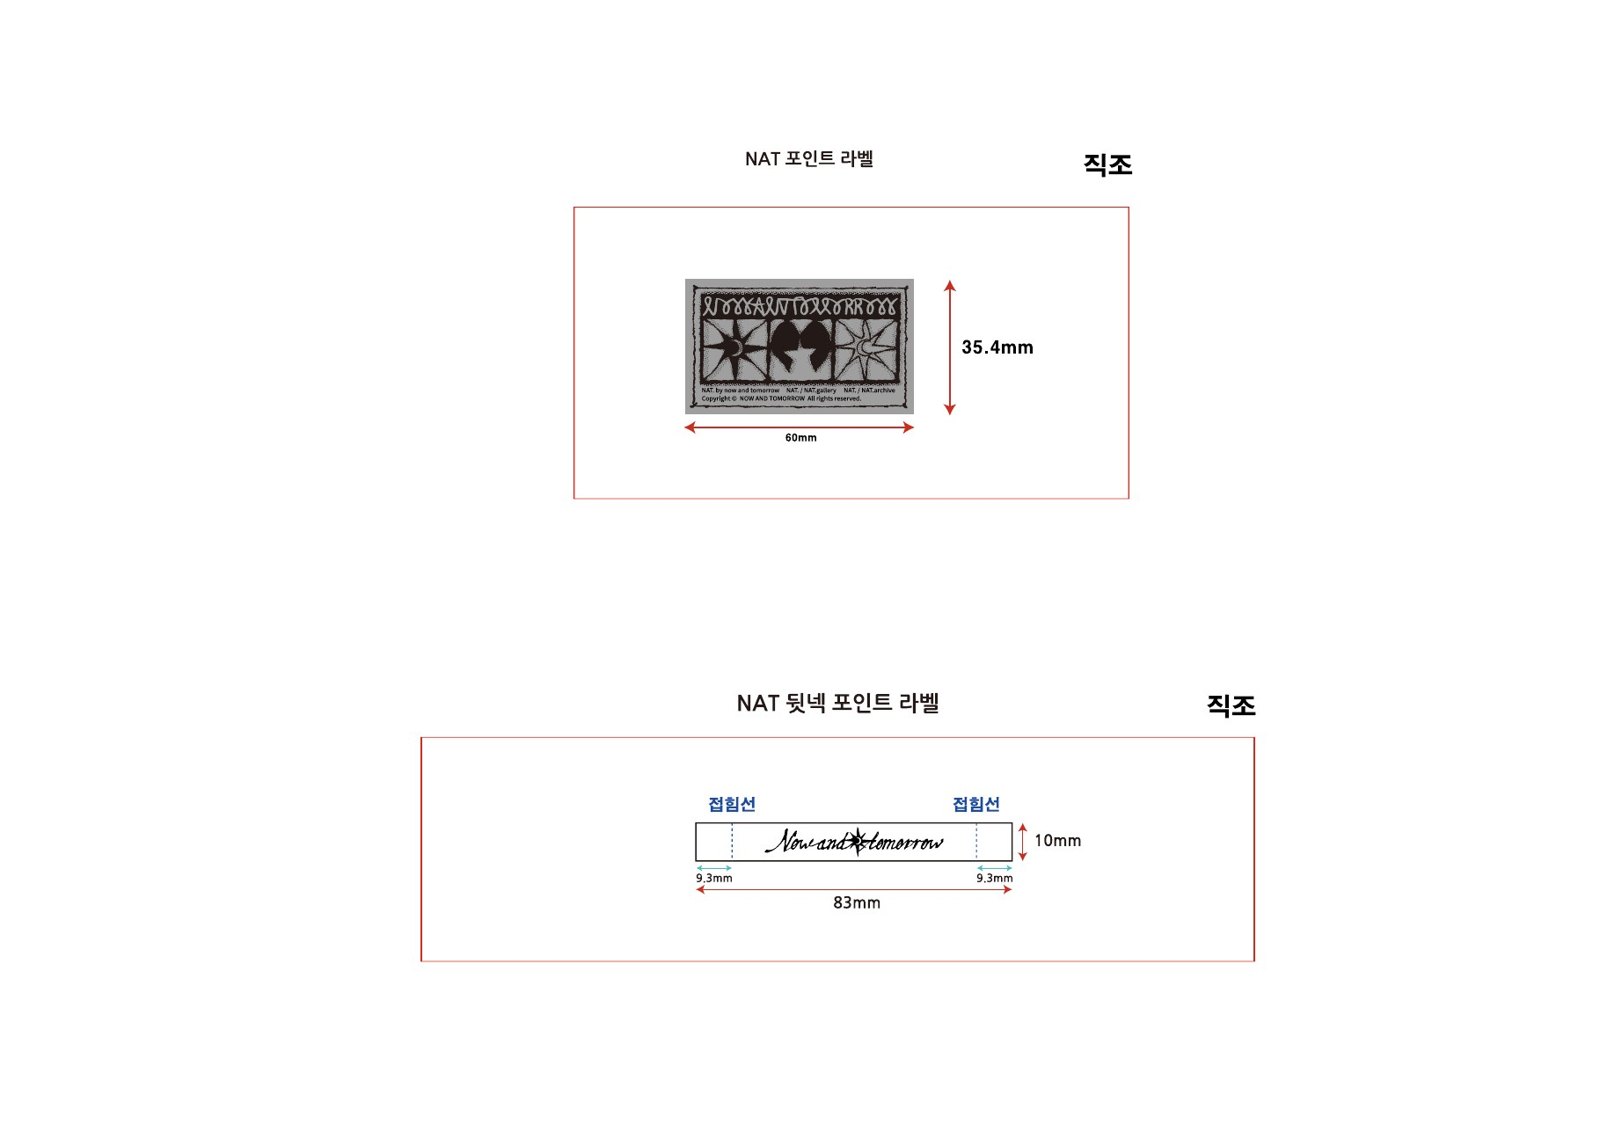 NAT 포인트 라벨
직조
NOWANTOMORROW
NAT. by now and tomorrow NAT. / NAT.gallery NAT. / NAT.archive
Copyright © NOW AND TOMORROW All rights reserved.
35.4mm
60mm
NAT 뒷넥 포인트 라벨
직조
접힘선 접힘선
Now and tomorrow
10mm
9.3mm 9.3mm
83mm